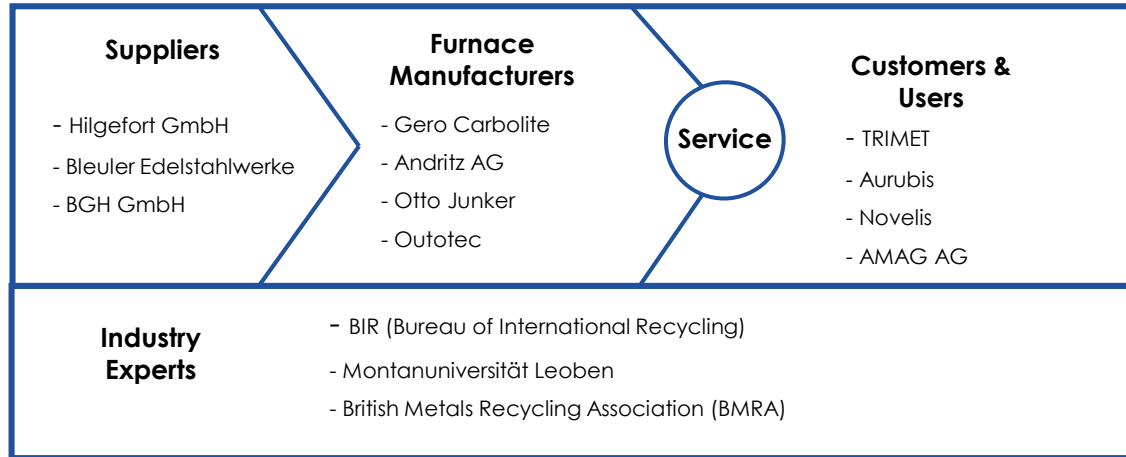 Suppliers
- Hilgefort GmbH
- Bleuler Edelstahlwerke
- BGH GmbH
Furnace
Manufacturers
- Gero Carbolite
- Andritz AG
- Otto Junker
- Outotec
Service
Customers &
Users
- TRIMET
- Aurubis
- Novelis
- AMAG AG
Industry
Experts
- BIR (Bureau of International Recycling)
- Montanuniversität Leoben
- British Metals Recycling Association (BMRA)